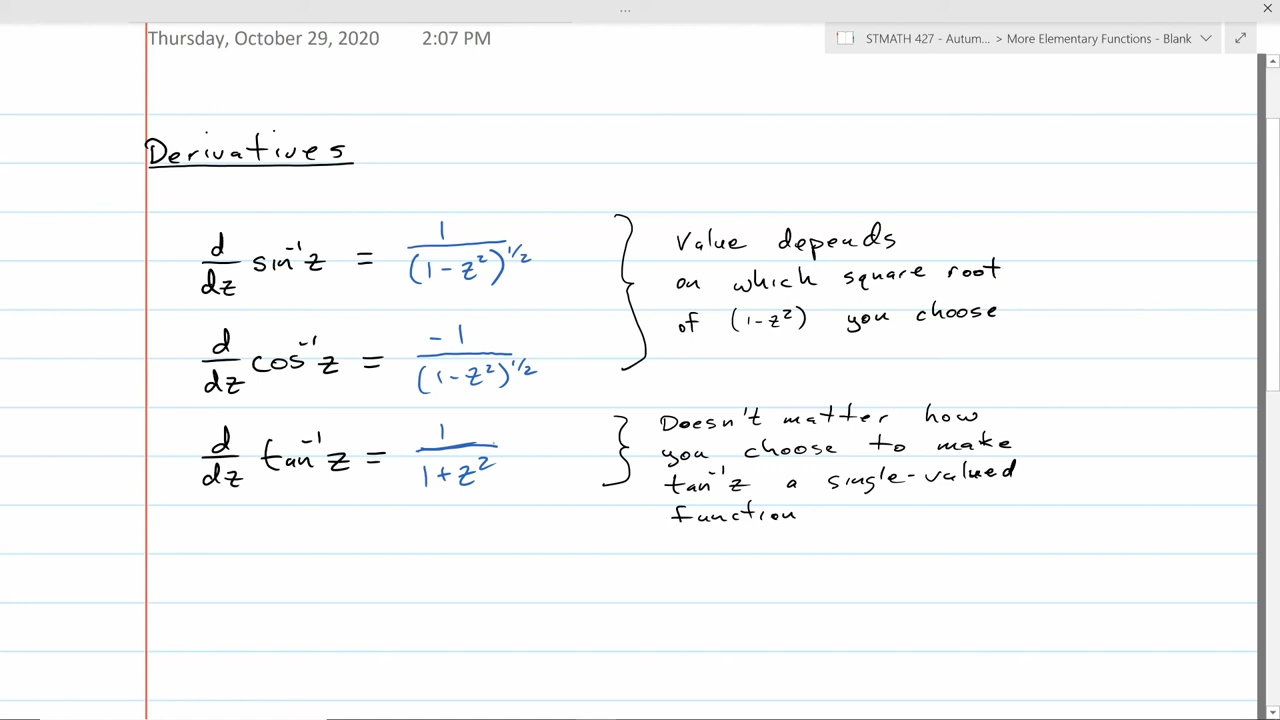 ...
Thursday, October 29, 2020 2:07 PM
STMATH 427 - Autum... > More Elementary Functions - Blank
Derivatives
d/dz sin⁻¹z = 1/(1-z²)^1/2
Value depends
on which square root
of (1-z²) you choose
d/dz cos⁻¹z = -1/(1-z²)^1/2
d/dz tan⁻¹z = 1/1+z²
Doesn't matter how
you choose to make
tan⁻¹z a single-valued
function